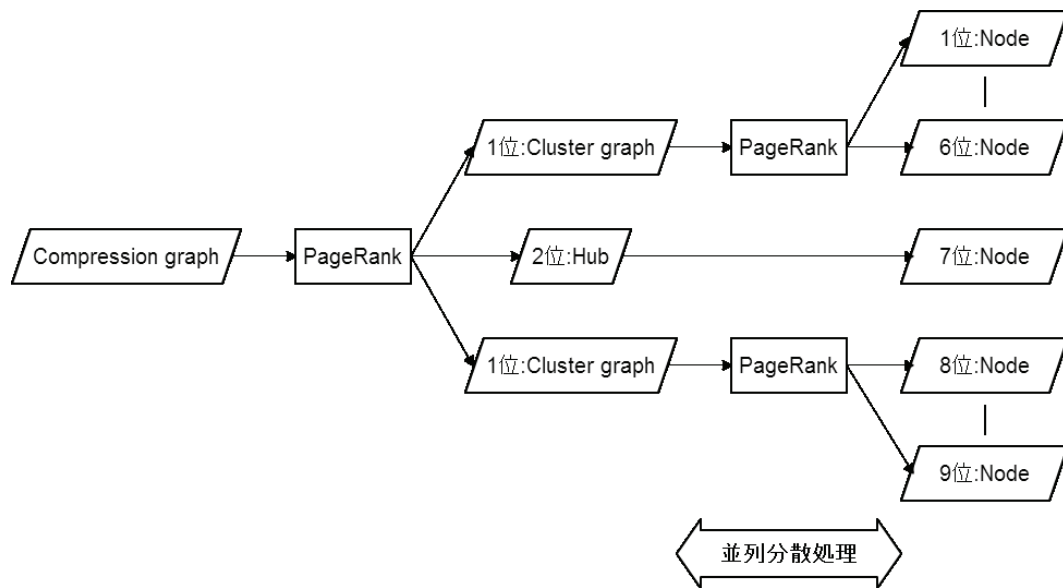 1位:Node
1位:Cluster graph
PageRank
6位:Node
Compression graph
PageRank
2位:Hub
7位:Node
1位:Cluster graph
PageRank
8位:Node
9位:Node
並列分散処理